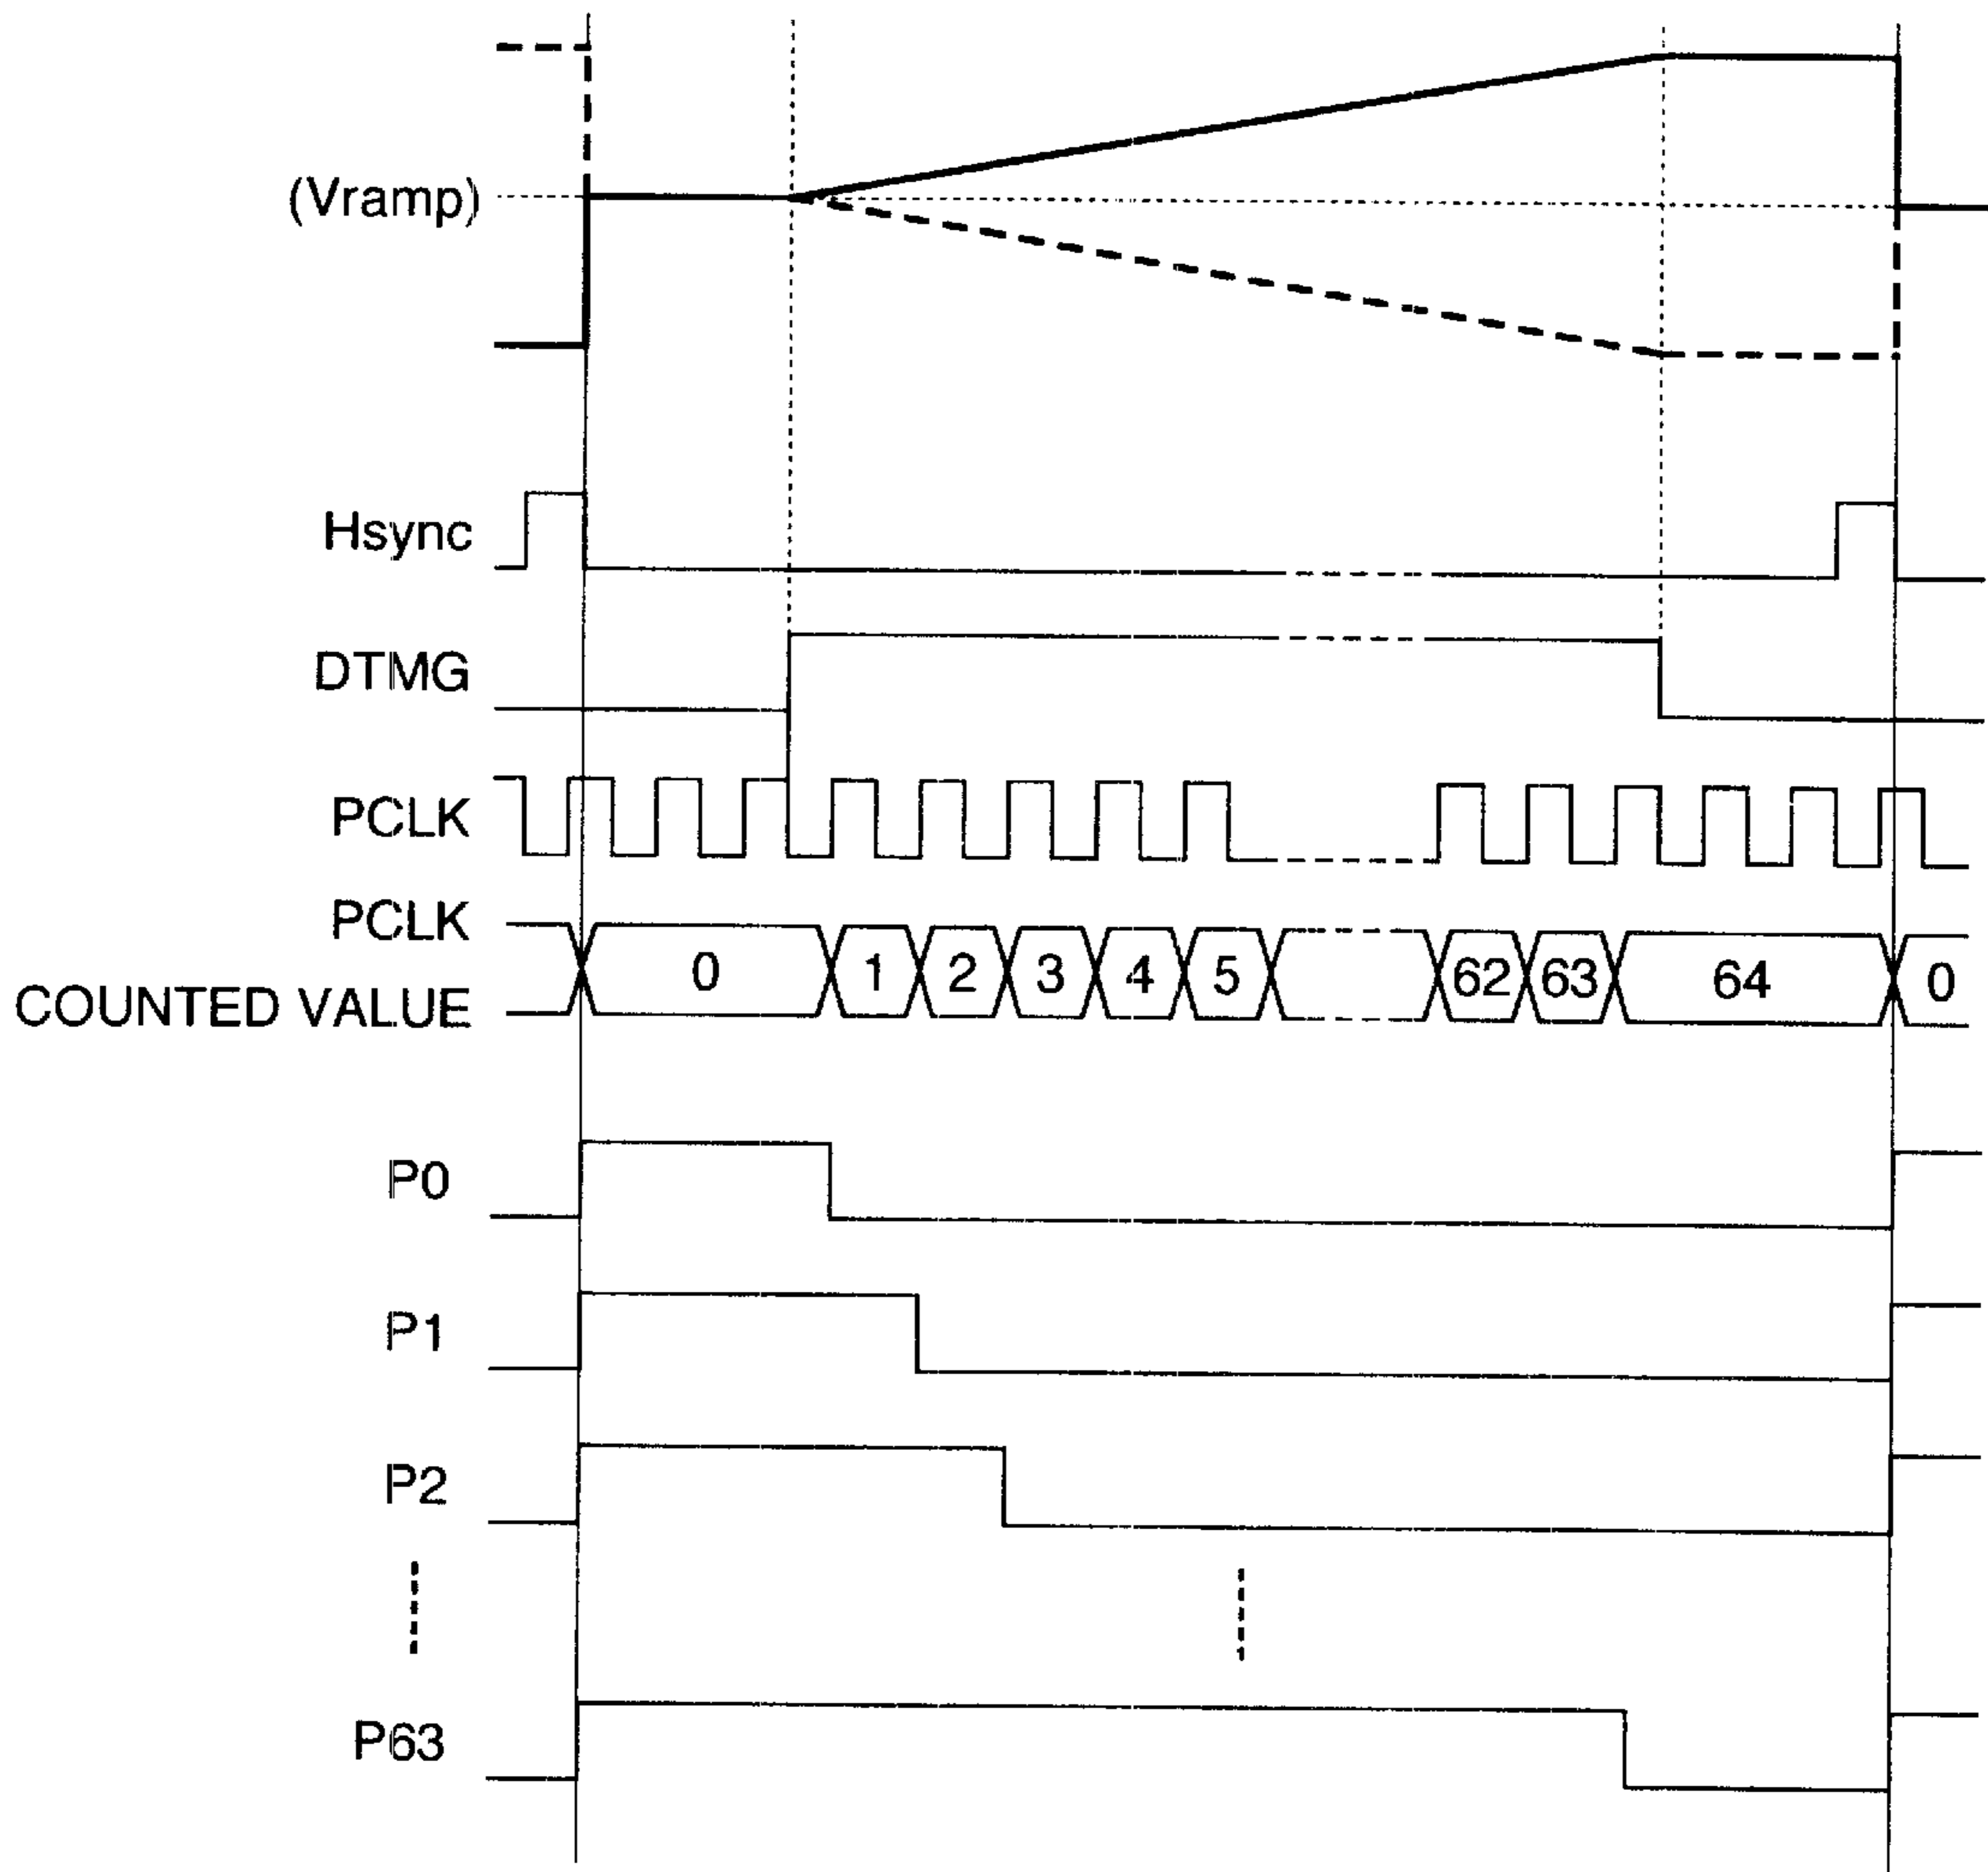 (Vramp)
Hsync
DTMG
PCLK
PCLK
COUNTED VALUE
0 1 2 3 4 5 62 63 64 0
P0
P1
P2
P63